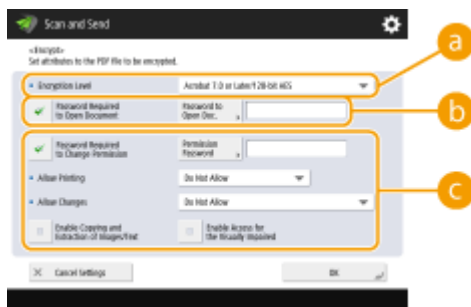 Scan and Send
<Encrypt>
Set attributes to the PDF file to be encrypted.
Encryption Level
Acrobat 7.0 or Later/128-bit AES
a
Password Required
to Open Document
Password to
Open Doc.
b
Password Required
to Change Permission
Permission
Password
Allow Printing
Do Not Allow
c
Allow Changes
Do Not Allow
Enable Copying and
Extraction of Images/Text
Enable Access for
the Visually Impaired
Cancel Settings
OK